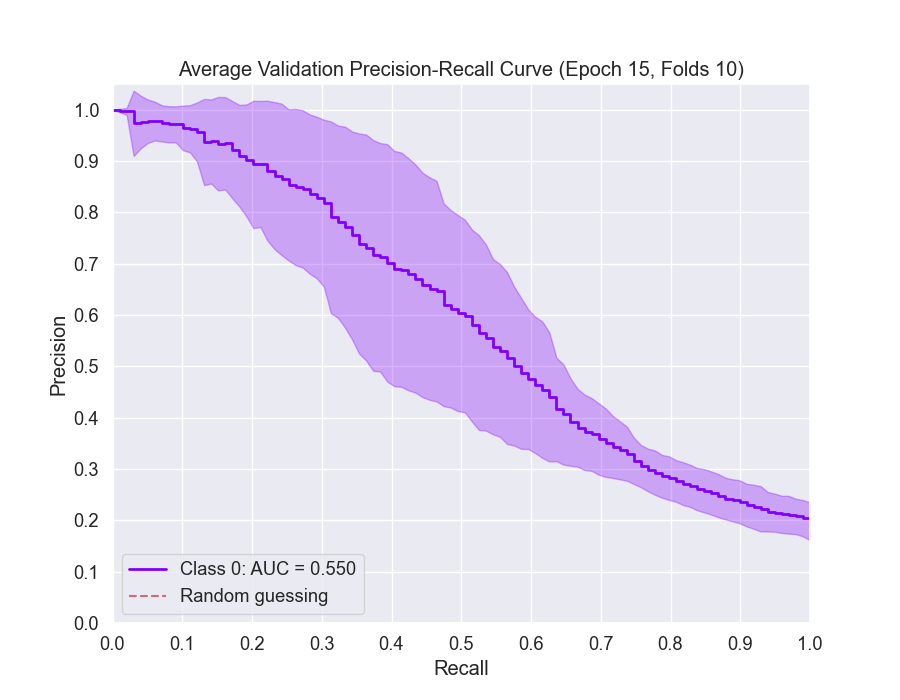 Average Validation Precision-Recall Curve (Epoch 15, Folds 10)
1.0
0.9
0.8
0.7
0.6
0.5
0.4
0.3
0.2
0.1
0.0
Precision
Class 0: AUC = 0.550
Random guessing
0.0 0.1 0.2 0.3 0.4 0.5 0.6 0.7 0.8 0.9 1.0
Recall